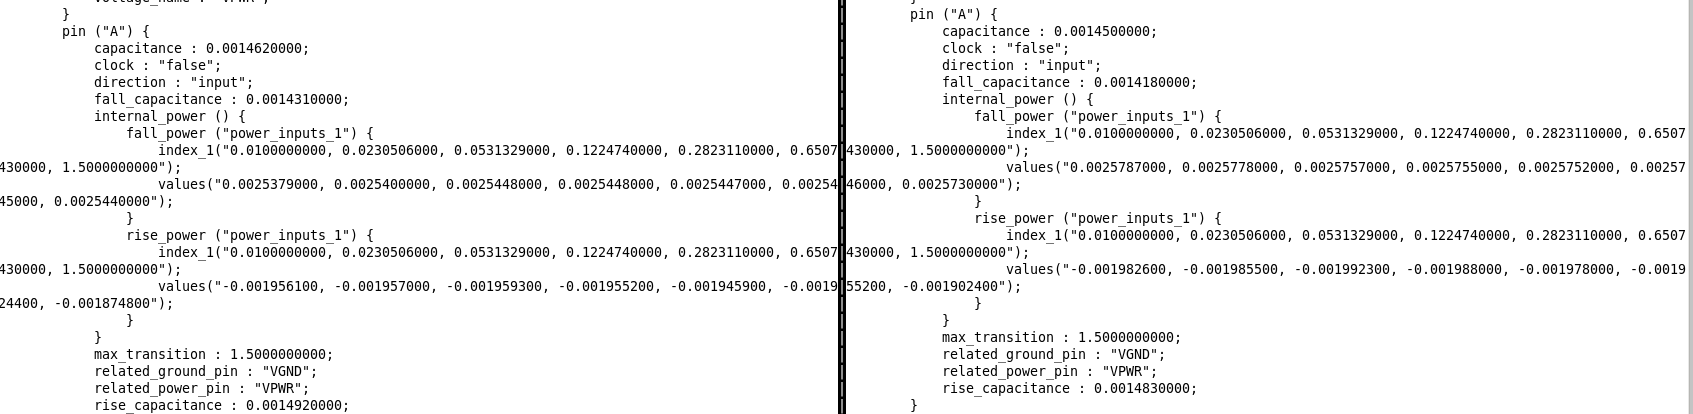 }
pin ("A") {
capacitance : 0.0014620000;
clock : "false";
direction : "input";
fall_capacitance : 0.0014310000;
internal_power () {
fall_power ("power_inputs_1") {
index_1("0.0100000000, 0.0230506000, 0.0531329000, 0.1224740000, 0.2823110000, 0.6507
430000, 1.5000000000");
values("0.0025379000, 0.0025400000, 0.0025448000, 0.0025448000, 0.0025447000, 0.00254
45000, 0.0025440000");
}
rise_power ("power_inputs_1") {
index_1("0.0100000000, 0.0230506000, 0.0531329000, 0.1224740000, 0.2823110000, 0.6507
430000, 1.5000000000");
values("-0.001956100, -0.001957000, -0.001959300, -0.001955200, -0.001945900, -0.0019
24400, -0.001874800");
}
}
max_transition : 1.5000000000;
related_ground_pin : "VGND";
related_power_pin : "VPWR";
rise_capacitance : 0.0014920000;
pin ("A") {
capacitance : 0.0014500000;
clock : "false";
direction : "input";
fall_capacitance : 0.0014180000;
internal_power () {
fall_power ("power_inputs_1") {
index_1("0.0100000000, 0.0230506000, 0.0531329000, 0.1224740000, 0.2823110000, 0.6507
430000, 1.5000000000");
values("0.0025787000, 0.0025778000, 0.0025757000, 0.0025755000, 0.0025752000, 0.00257
46000, 0.0025730000");
}
rise_power ("power_inputs_1") {
index_1("0.0100000000, 0.0230506000, 0.0531329000, 0.1224740000, 0.2823110000, 0.6507
430000, 1.5000000000");
values("-0.001982600, -0.001985500, -0.001992300, -0.001988000, -0.001978000, -0.0019
55200, -0.001902400");
}
}
max_transition : 1.5000000000;
related_ground_pin : "VGND";
related_power_pin : "VPWR";
rise_capacitance : 0.0014830000;
}